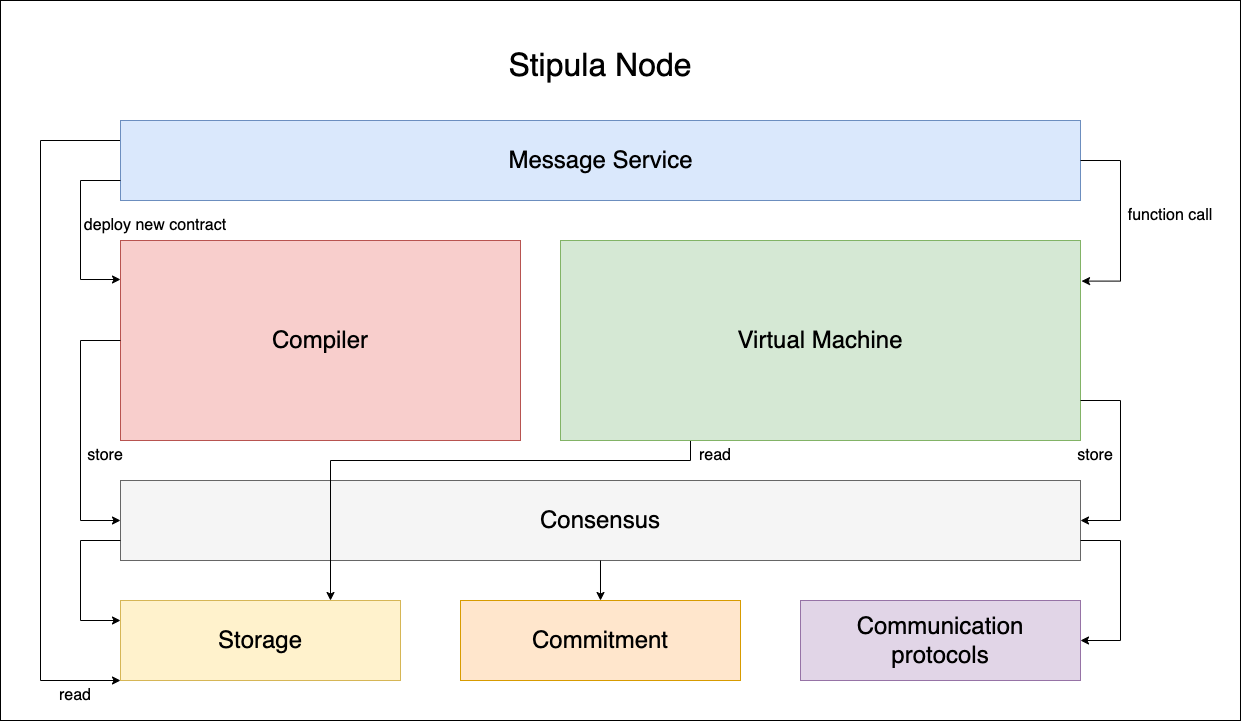 Stipula Node
Message Service
deploy new contract
function call
Compiler
Virtual Machine
store
read
store
Consensus
Storage
Commitment
Communication
protocols
read